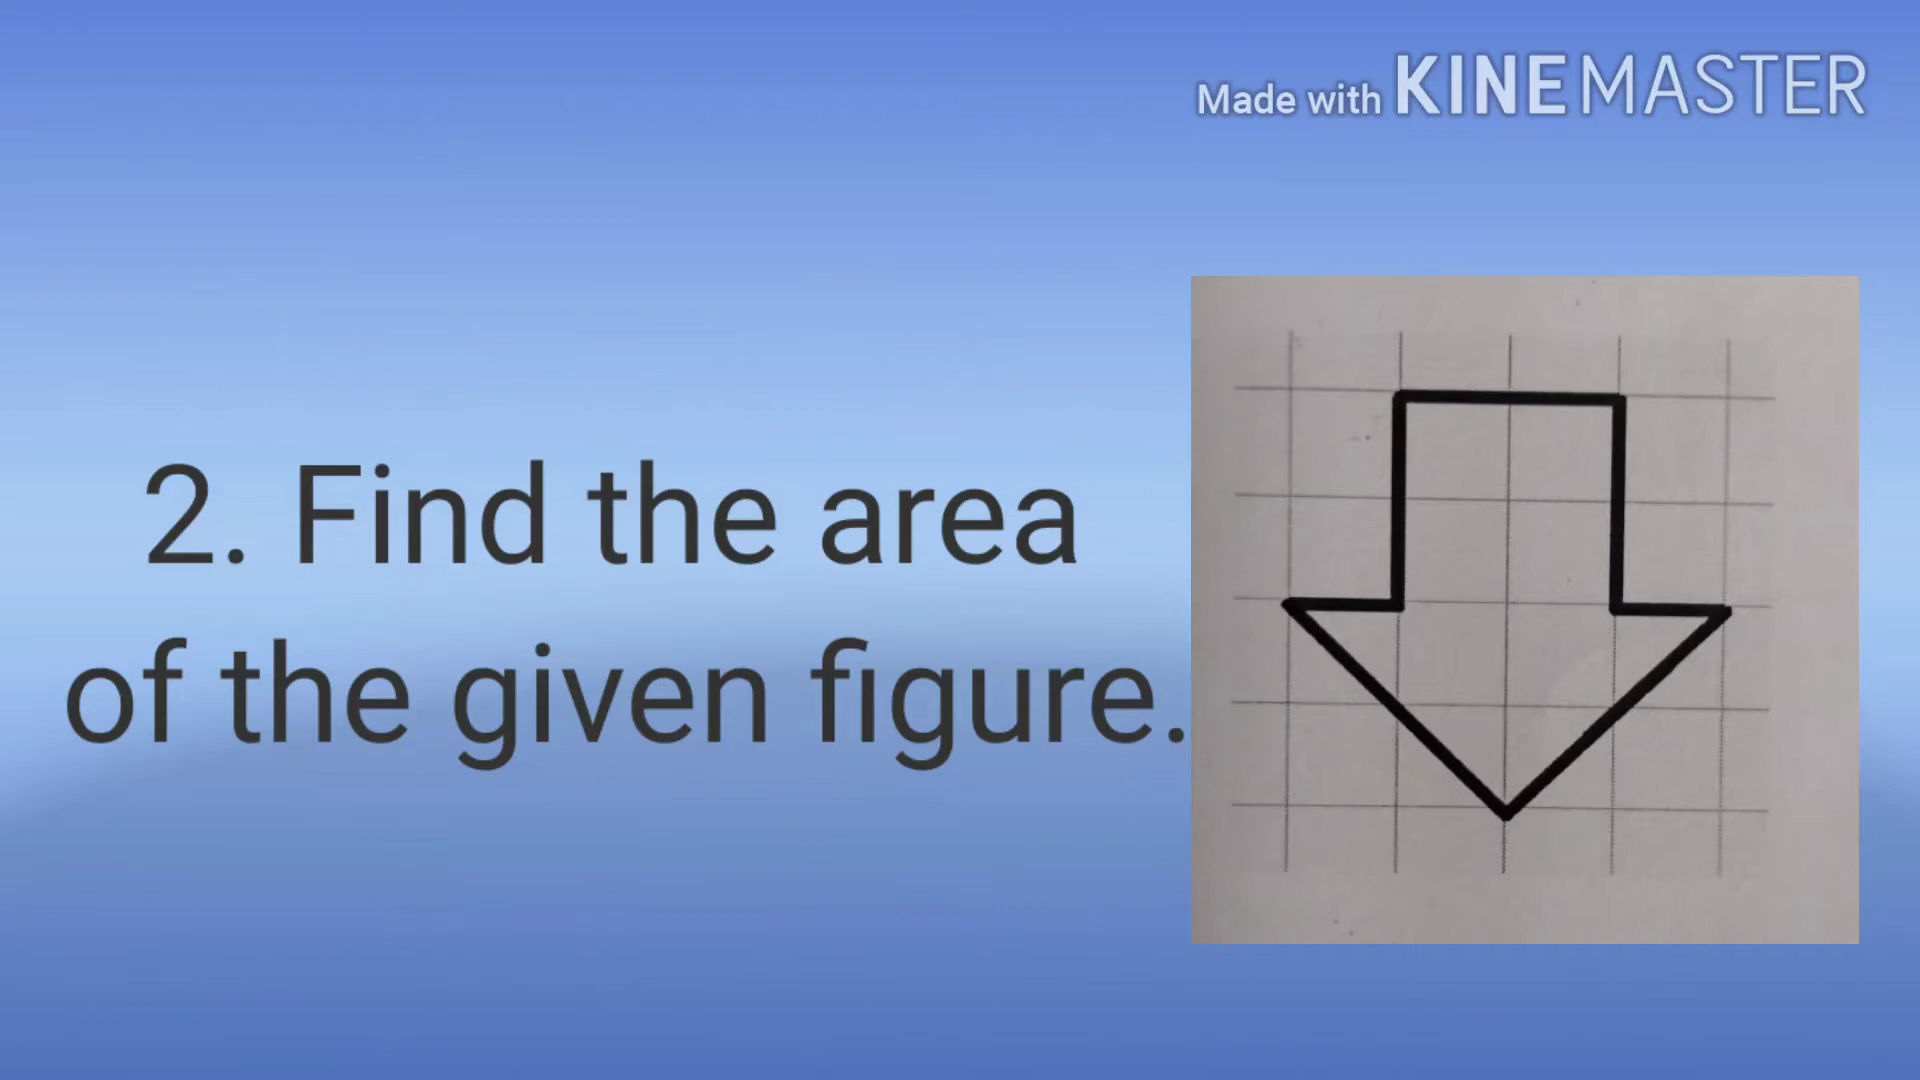 Made with KINEMASTER
2. Find the area
of the given figure.